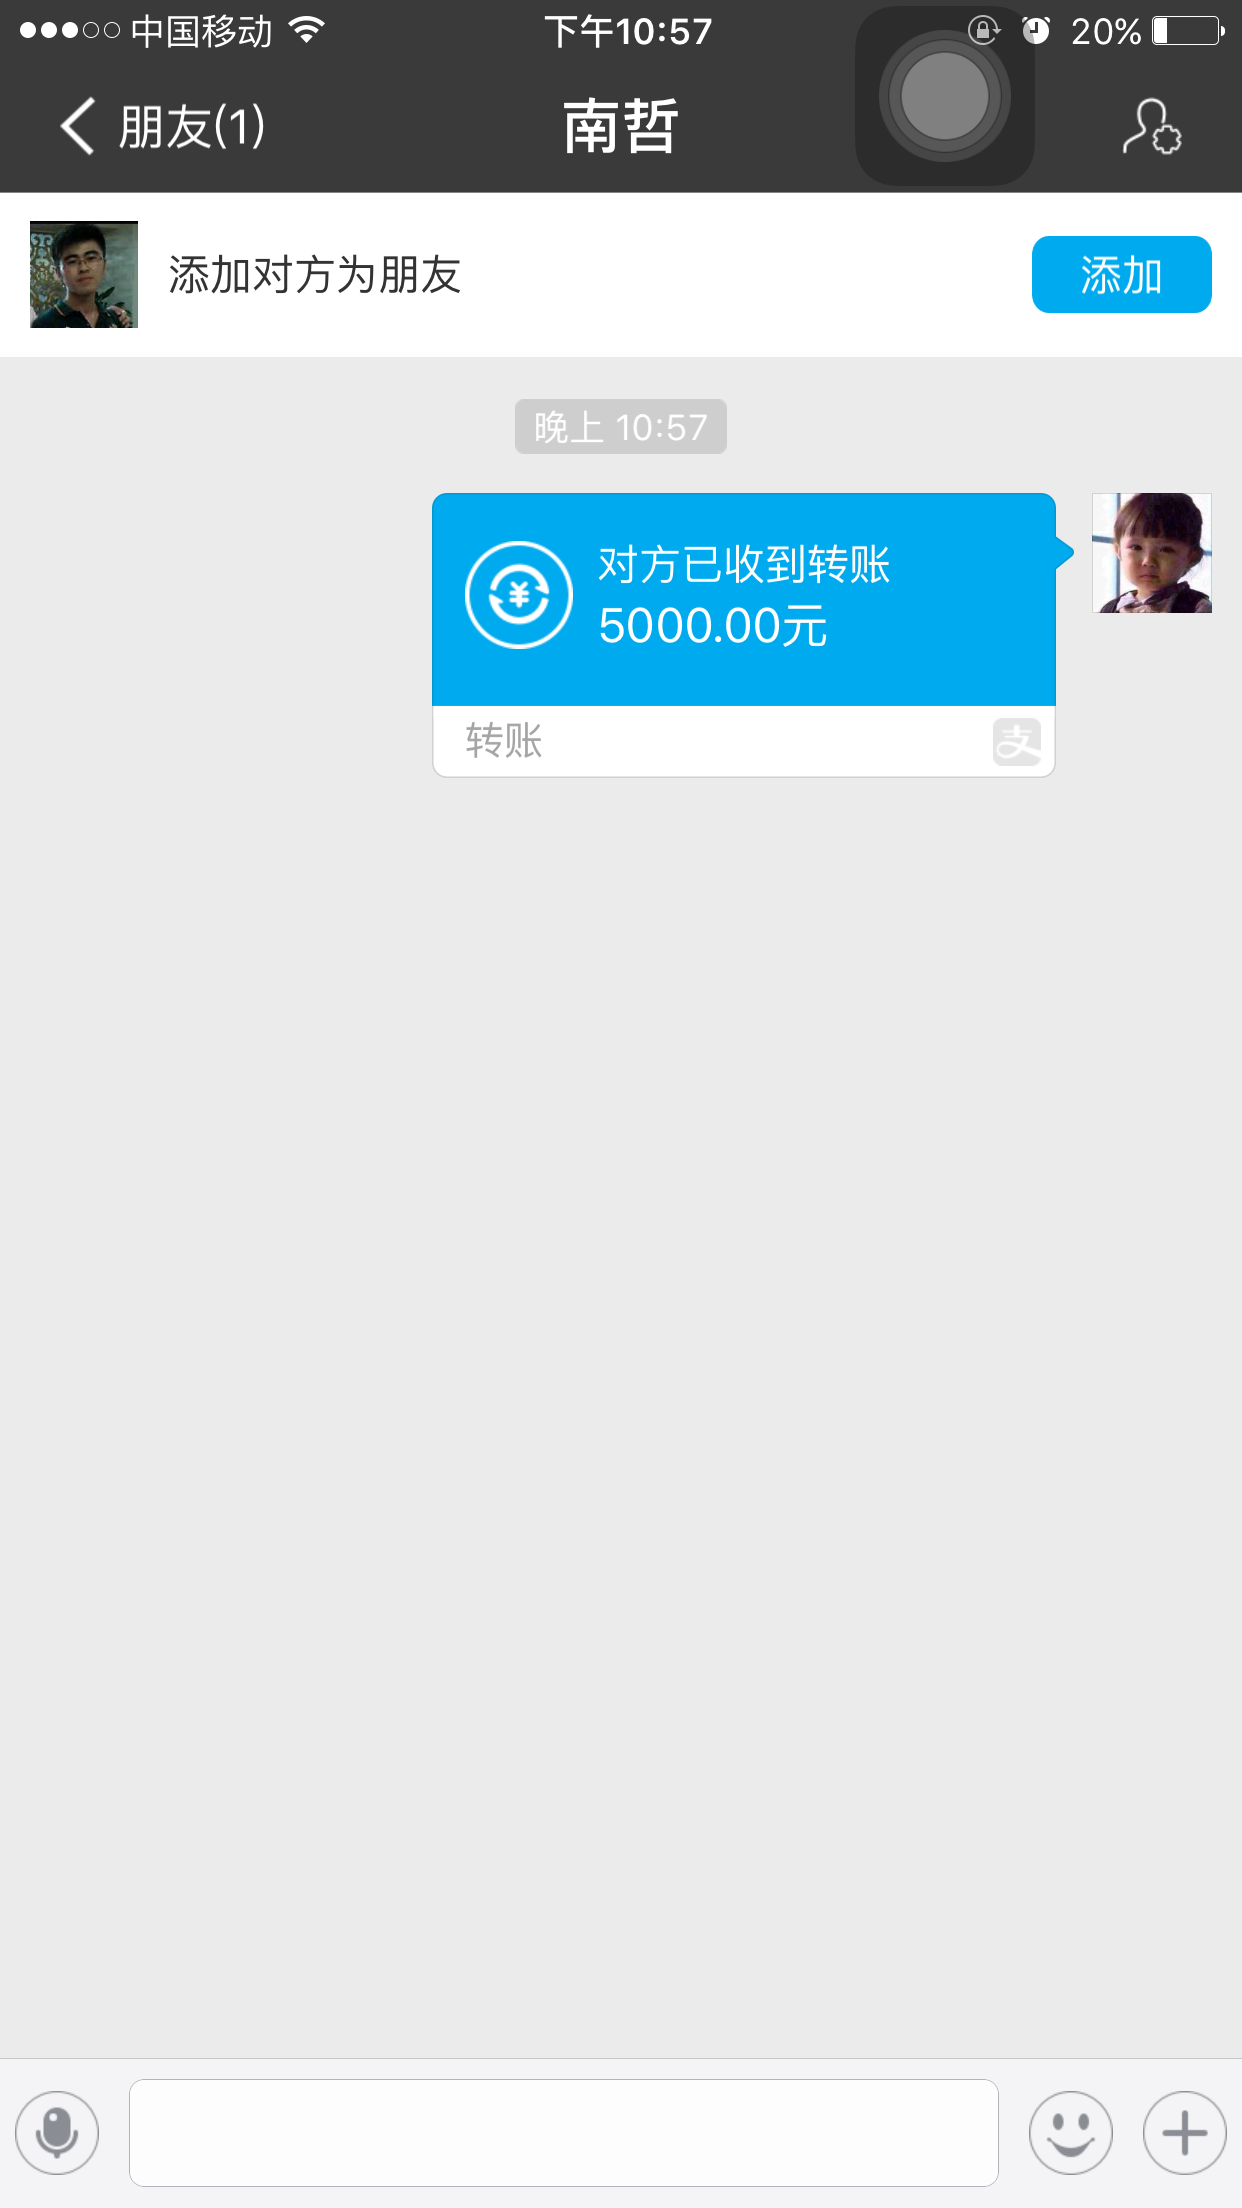 中国移动
下午10:57
20%
朋友(1)
南哲
添加对方为朋友
添加
晚上 10:57
对方已收到转账
5000.00元
转账
支